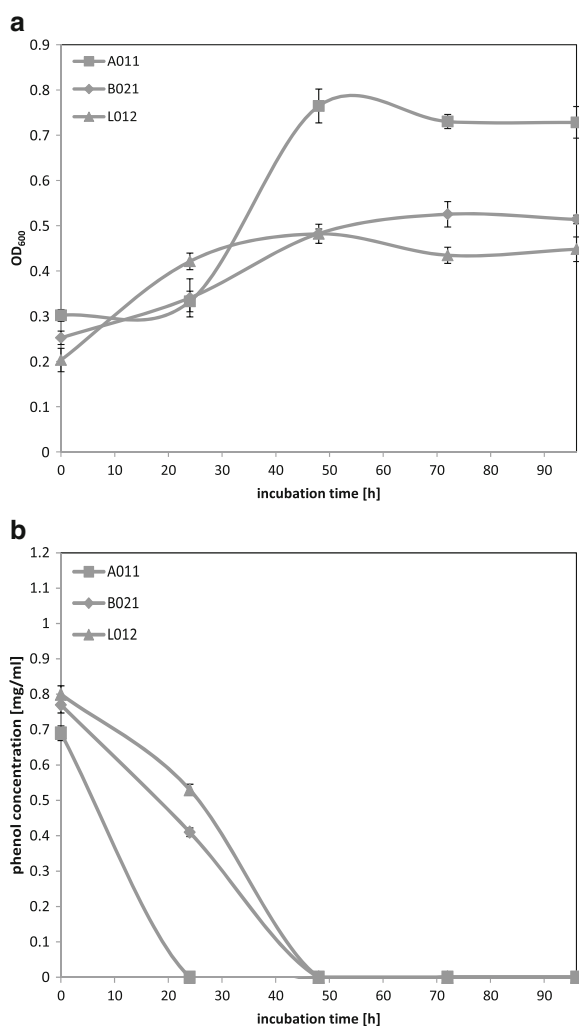 a
0.9
0.8
0.7
0.6
0.5
0.4
0.3
0.2
0.1
0
OD600
A011
B021
L012
0 10 20 30 40 50 60 70 80 90
incubation time [h]
b
1.2
1.1
1
0.9
0.8
0.7
0.6
0.5
0.4
0.3
0.2
0.1
0
phenol concentration [mg/ml]
A011
B021
L012
0 10 20 30 40 50 60 70 80 90
incubation time [h]